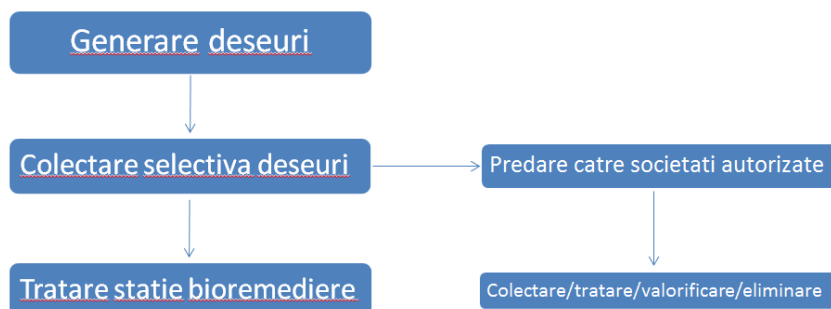 Generare deseuri
Colectare selectiva deseuri
Predare catre societati autorizate
Tratare statie bioremediere
Colectare/tratare/valorificare/eliminare